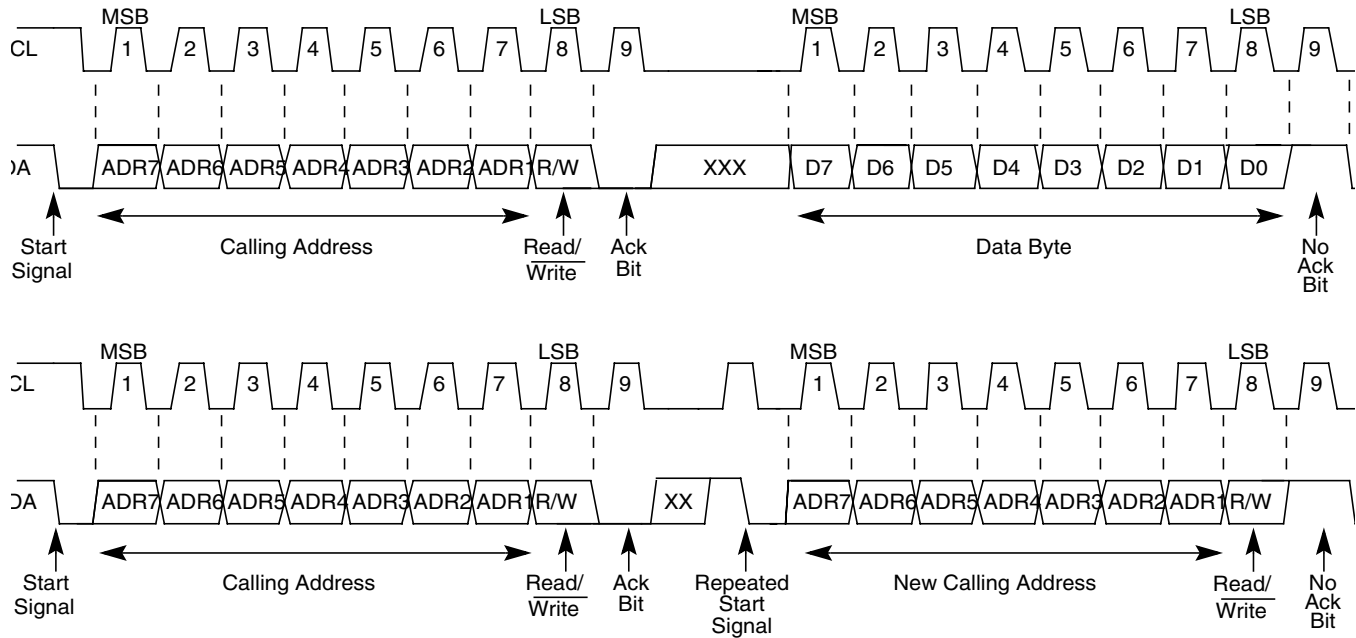 MSB LSB MSB LSB
CL 1 2 3 4 5 6 7 8 9 1 2 3 4 5 6 7 8 9
DA ADR7 ADR6 ADR5 ADR4 ADR3 ADR2 ADR1 R/W XXX D7 D6 D5 D4 D3 D2 D1 D0
Start Signal
Calling Address
Read/
Write
Ack
Bit
Data Byte
No
Ack
Bit
MSB LSB MSB LSB
CL 1 2 3 4 5 6 7 8 9 1 2 3 4 5 6 7 8 9
DA ADR7 ADR6 ADR5 ADR4 ADR3 ADR2 ADR1 R/W XX ADR7 ADR6 ADR5 ADR4 ADR3 ADR2 ADR1 R/W
Start
Signal
Calling Address
Read/
Write
Ack
Bit
Repeated
Start
Signal
New Calling Address
Read/
Write
No
Ack
Bit